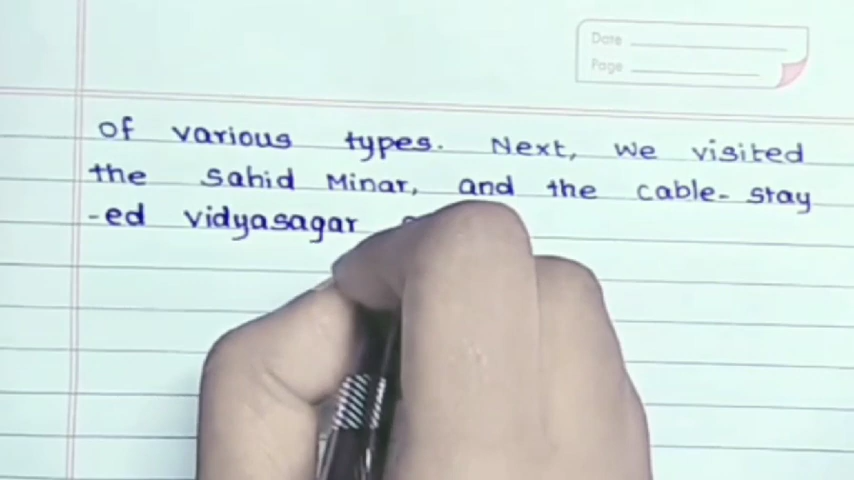 Date
Page
of various types. Next, we visited
the Sahid Minar, and the cable-stay
-ed vidyasagar